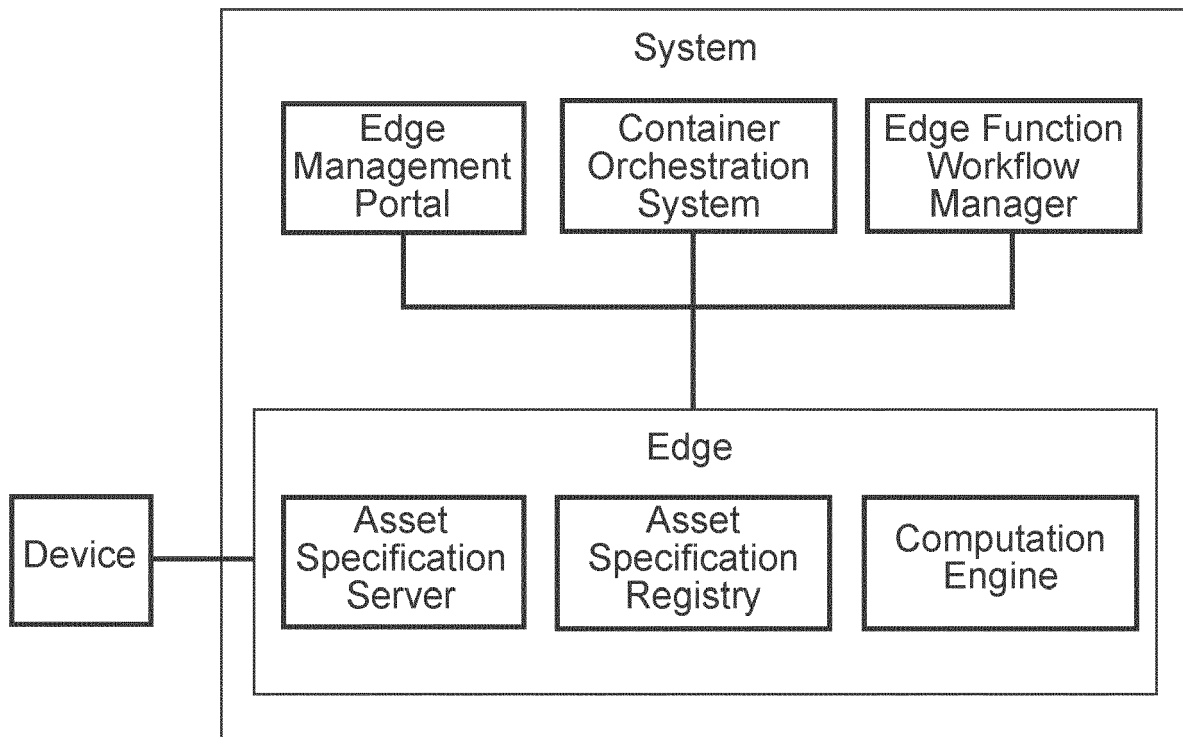 System
Edge
Management
Portal
Container
Orchestration
System
Edge Function
Workflow
Manager
Edge
Device
Asset
Specification
Server
Asset
Specification
Registry
Computation
Engine